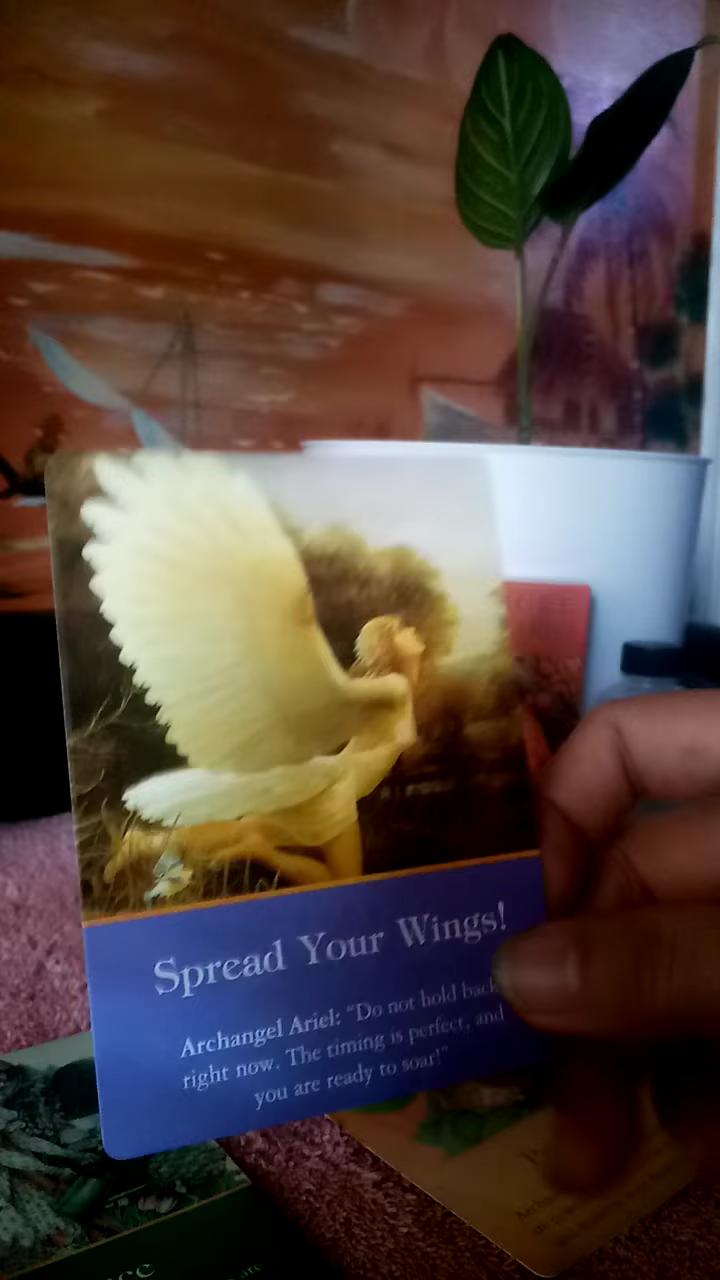 Spread Your Wings!
Archangel Ariel: "Do not hold back
right now. The timing is perfect, and
you are ready to soar!"